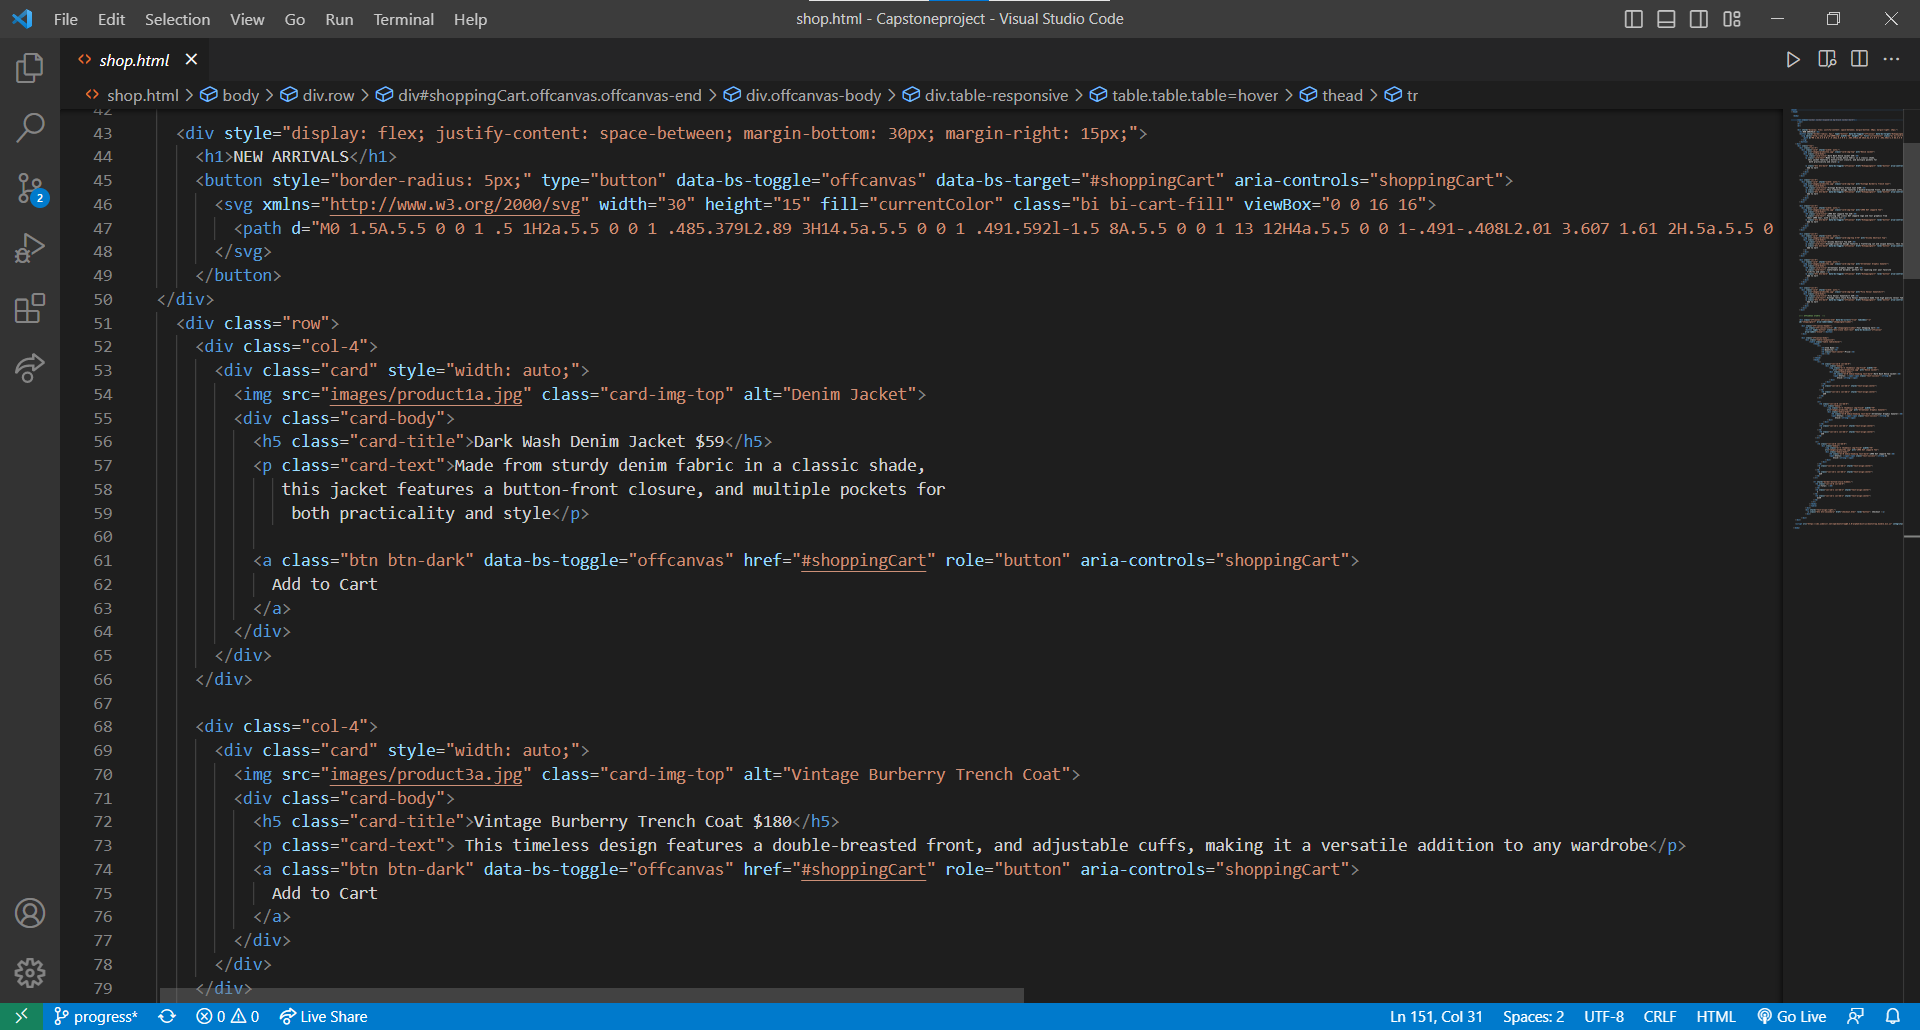 File Edit Selection View Go Run Terminal Help
shop.html - Capstoneproject - Visual Studio Code
shop.html
shop.html > body > div.row > div#shoppingCart.offcanvas.offcanvas-end > div.offcanvas-body > div.table-responsive > table.table.table=hover > thead > tr
42
43 <div style="display: flex; justify-content: space-between; margin-bottom: 30px; margin-right: 15px;">
44 <h1>NEW ARRIVALS</h1>
45 <button style="border-radius: 5px;" type="button" data-bs-toggle="offcanvas" data-bs-target="#shoppingCart" aria-controls="shoppingCart">
46 <svg xmlns="http://www.w3.org/2000/svg" width="30" height="15" fill="currentColor" class="bi bi-cart-fill" viewBox="0 0 16 16">
47 <path d="M0 1.5A.5.5 0 0 1 .5 1H2a.5.5 0 0 1 .485.379L2.89 3H14.5a.5.5 0 0 1 .491.592l-1.5 8A.5.5 0 0 1 13 12H4a.5.5 0 0 1-.491-.408L2.01 3.607 1.61 2H.5a.5.5 0
48 </svg>
49 </button>
50 </div>
51 <div class="row">
52 <div class="col-4">
53 <div class="card" style="width: auto;">
54 <img src="images/product1a.jpg" class="card-img-top" alt="Denim Jacket">
55 <div class="card-body">
56 <h5 class="card-title">Dark Wash Denim Jacket $59</h5>
57 <p class="card-text">Made from sturdy denim fabric in a classic shade,
58 this jacket features a button-front closure, and multiple pockets for
59 both practicality and style</p>
60
61 <a class="btn btn-dark" data-bs-toggle="offcanvas" href="#shoppingCart" role="button" aria-controls="shoppingCart">
62 Add to Cart
63 </a>
64 </div>
65 </div>
66 </div>
67
68 <div class="col-4">
69 <div class="card" style="width: auto;">
70 <img src="images/product3a.jpg" class="card-img-top" alt="Vintage Burberry Trench Coat">
71 <div class="card-body">
72 <h5 class="card-title">Vintage Burberry Trench Coat $180</h5>
73 <p class="card-text"> This timeless design features a double-breasted front, and adjustable cuffs, making it a versatile addition to any wardrobe</p>
74 <a class="btn btn-dark" data-bs-toggle="offcanvas" href="#shoppingCart" role="button" aria-controls="shoppingCart">
75 Add to Cart
76 </a>
77 </div>
78 </div>
79 </div>
2
progress* 0 0 Live Share Ln 151, Col 31 Spaces: 2 UTF-8 CRLF HTML Go Live